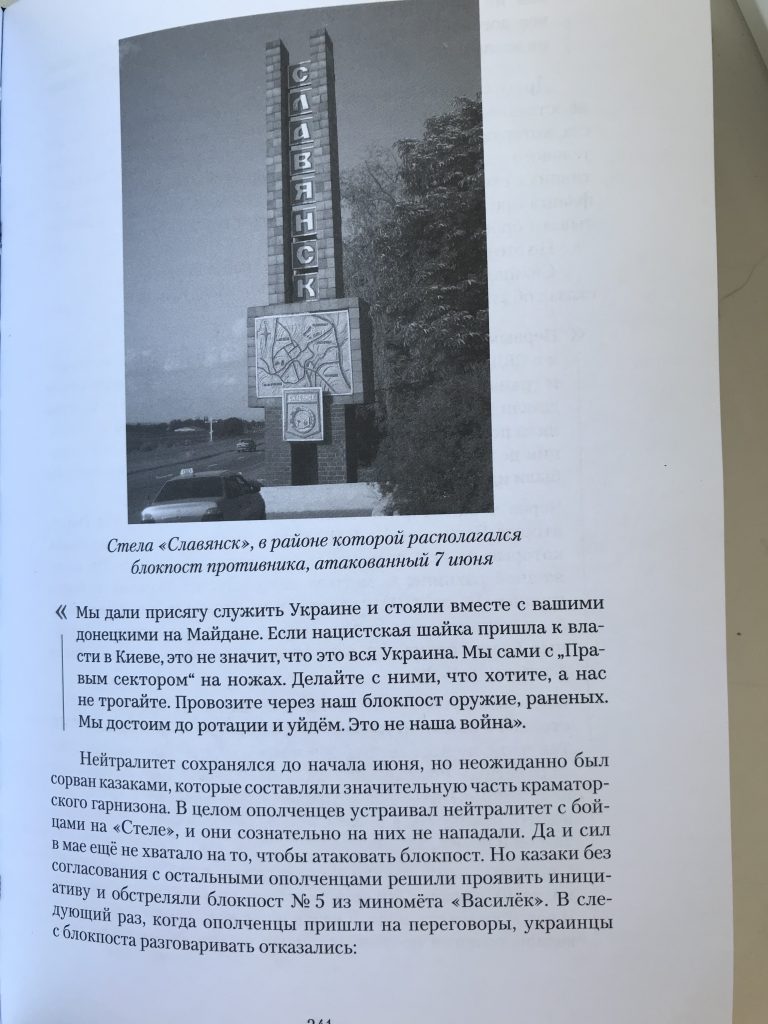 СЛАВЯНСК
Стела «Славянск», в районе которой располагался
блокпост противника, атакованный 7 июня
« Мы дали присягу служить Украине и стояли вместе с вашими
донецкими на Майдане. Если нацистская шайка пришла к вла-
сти в Киеве, это не значит, что это вся Украина. Мы сами с „Пра-
вым сектором“ на ножах. Делайте с ними, что хотите, а нас
не трогайте. Провозите через наш блокпост оружие, раненых.
Мы достоим до ротации и уйдём. Это не наша война».
Нейтралитет сохранялся до начала июня, но неожиданно был
сорван казаками, которые составляли значительную часть краматор-
ского гарнизона. В целом ополченцев устраивал нейтралитет с бой-
цами на «Стеле», и они сознательно на них не нападали. Да и сил
в мае ещё не хватало на то, чтобы атаковать блокпост. Но казаки без
согласования с остальными ополченцами решили проявить иници-
ативу и обстреляли блокпост № 5 из миномёта «Василёк». В сле-
дующий раз, когда ополченцы пришли на переговоры, украинцы
с блокпоста разговаривать отказались: